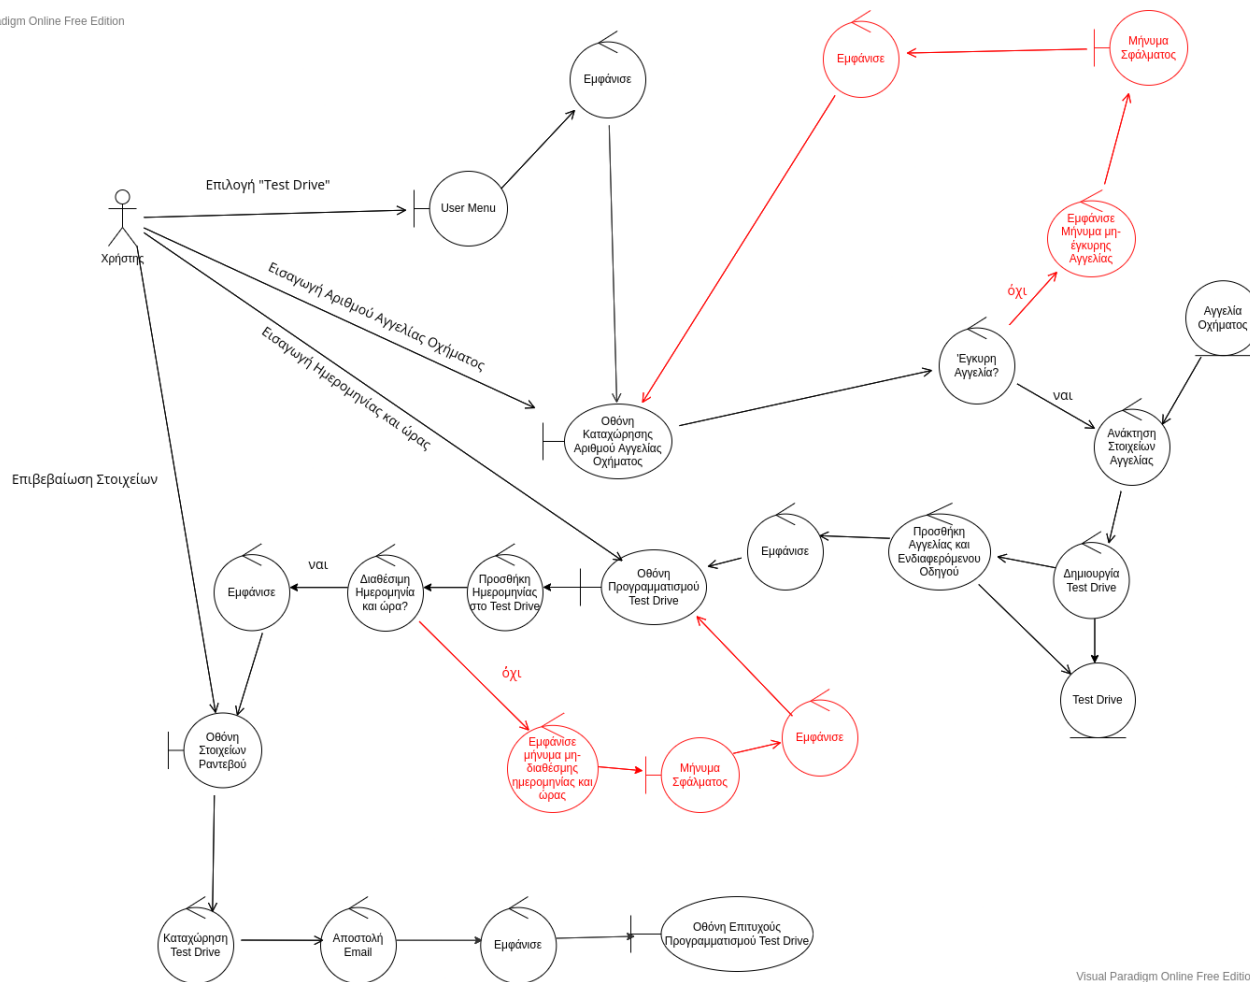 adigm Online Free Edition
Μήνυμα
Σφάλματος
Εμφάνισε
Εμφάνισε
Επιλογή "Test Drive"
User Menu
Χρήστης
Εμφάνισε
Μήνυμα μη-
έγκυρης
Αγγελίας
όχι
Εισαγωγή Αριθμού Αγγελίας Οχήματος
Εισαγωγή Ημερομηνίας και ώρας
Αγγελία
Οχήματος
Έγκυρη
Αγγελία?
ναι
Οθόνη
Καταχώρησης
Αριθμού Αγγελίας
Οχήματος
Ανάκτηση
Στοιχείων
Αγγελίας
Επιβεβαίωση Στοιχείων
Προσθήκη
Αγγελίας και
Ενδιαφερόμενου
Οδηγού
Εμφάνισε
Δημιουργία
Test Drive
Οθόνη
Προγραμματισμού
Test Drive
Προσθήκη
Ημερομηνίας
στο Test Drive
Διαθέσιμη
Ημερομηνία
και ώρα?
ναι
Εμφάνισε
όχι
Test Drive
Οθόνη
Στοιχείων
Ραντεβού
Εμφάνισε
μήνυμα μη-
διαθέσμης
ημερομηνίας και
ώρας
Μήνυμα
Σφάλματος
Εμφάνισε
Καταχώρηση
Test Drive
Αποστολή
Email
Εμφάνισε
Οθόνη Επιτυχούς
Προγραμματισμού Test Drive
Visual Paradigm Online Free Editio